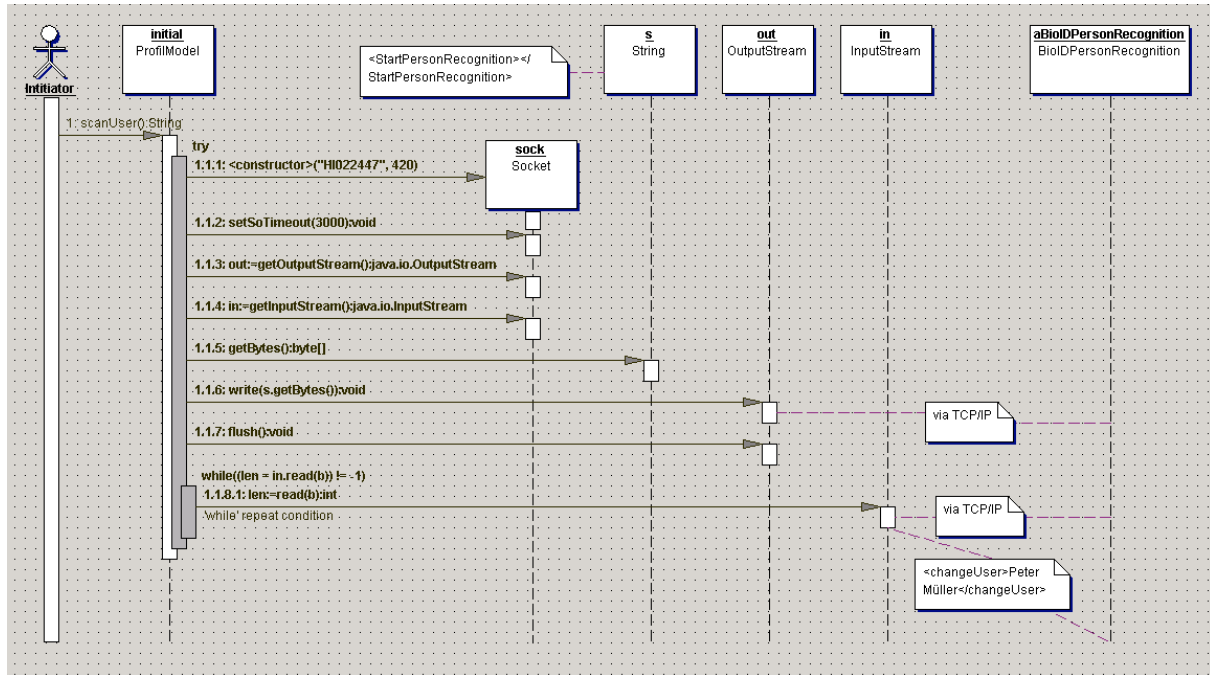 initial
ProfilModel
<StartPersonRecognition></
StartPersonRecognition>
s
String
out
OutputStream
in
InputStream
aBioIDPersonRecognition
BioIDPersonRecognition
Intitiator
1: scanUser():String
try
1.1.1: <constructor>("HI022447", 420)
sock
Socket
1.1.2: setSoTimeout(3000):void
1.1.3: out:=getOutputStream():java.io.OutputStream
1.1.4: in:=getInputStream():java.io.InputStream
1.1.5: getBytes():byte[]
1.1.6: write(s.getBytes()):void
via TCP/IP
1.1.7: flush():void
while((len = in.read(b)) != -1)
1.1.8.1: len:=read(b):int
via TCP/IP
'while' repeat condition
<changeUser>Peter
Müller</changeUser>